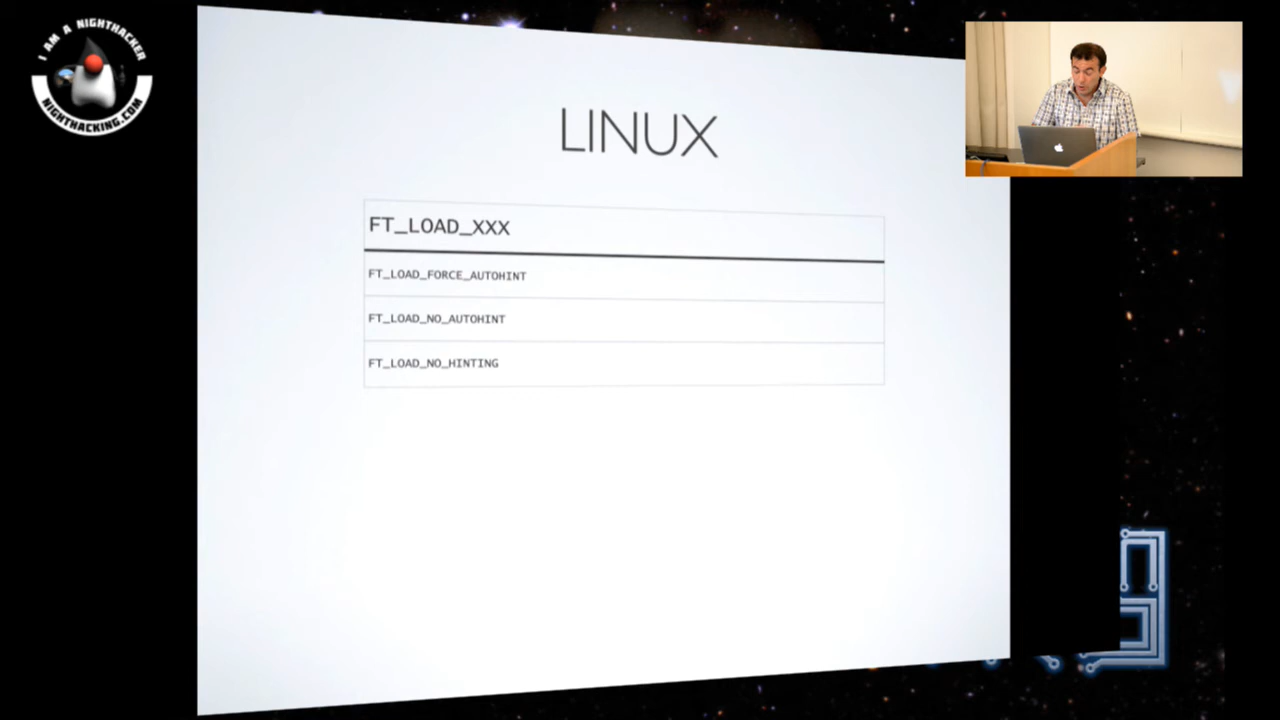 I AM A NIGHTHACKER
NIGHTHACKING.COM
LINUX
FT_LOAD_XXX
FT_LOAD_FORCE_AUTOHINT
FT_LOAD_NO_AUTOHINT
FT_LOAD_NO_HINTING